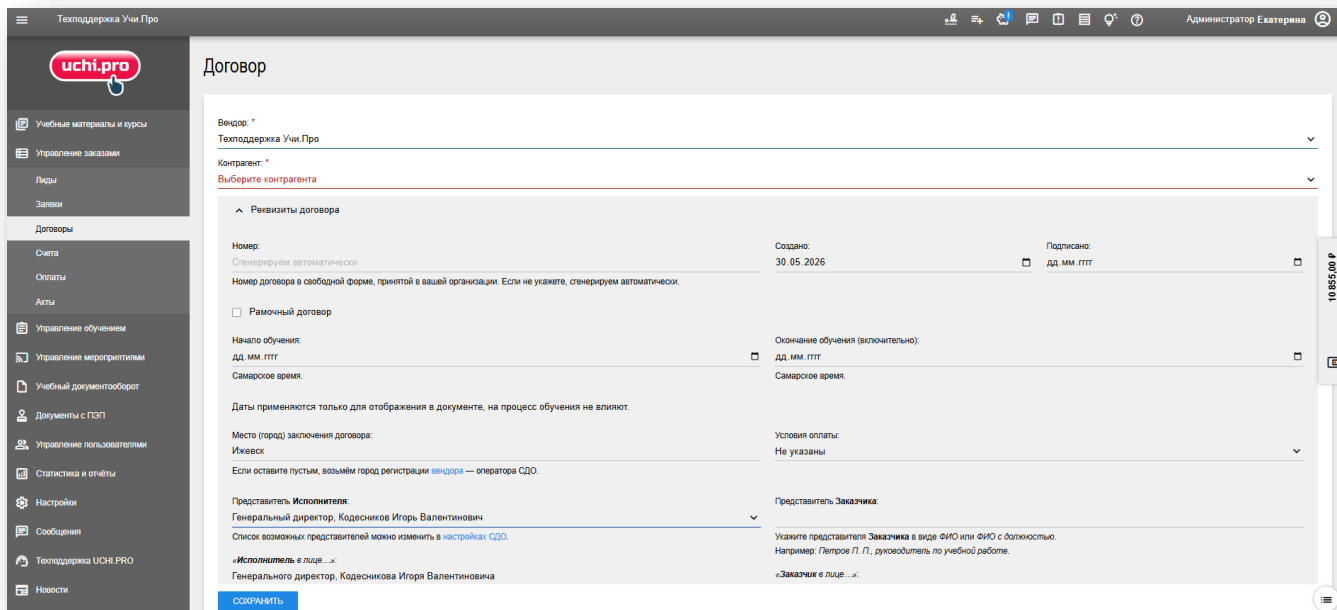 Техподдержка Учи.Про
Администратор Екатерина
uchi.pro
Договор
Учебные материалы и курсы
Управление заказами
Лиды
Заявки
Договоры
Счета
Оплаты
Акты
Управление обучением
Управление мероприятиями
Учебный документооборот
Документы с ПЭП
Управление пользователями
Статистика и отчёты
Настройки
Сообщения
Техподдержка UCHI.PRO
Новости
Вендор: *
Техподдержка Учи.Про
Контрагент: *
Выберите контрагента
Реквизиты договора
Номер: Создано: Подписано:
Сгенерируем автоматически 30.05.2026 дд.мм.гггг
Номер договора в свободной форме, принятой в вашей организации. Если не укажете, сгенерируем автоматически.
Рамочный договор
Начало обучения: Окончание обучения (включительно):
дд.мм.гггг дд.мм.гггг
Самарское время. Самарское время.
Даты применяются только для отображения в документе, на процесс обучения не влияют.
Место (город) заключения договора: Условия оплаты:
Ижевск Не указаны
Если оставите пустым, возьмём город регистрации вендора — оператора СДО.
Представитель Исполнителя: Представитель Заказчика:
Генеральный директор, Кодесников Игорь Валентинович
Список возможных представителей можно изменить в настройках СДО. Укажите представителя Заказчика в виде ФИО или ФИО с должностью.
Например: Петров П. П., руководитель по учебной работе.
«Исполнитель в лице…»: «Заказчик в лице…»:
Генерального директор, Кодесникова Игоря Валентиновича
СОХРАНИТЬ
10 855,00 ₽